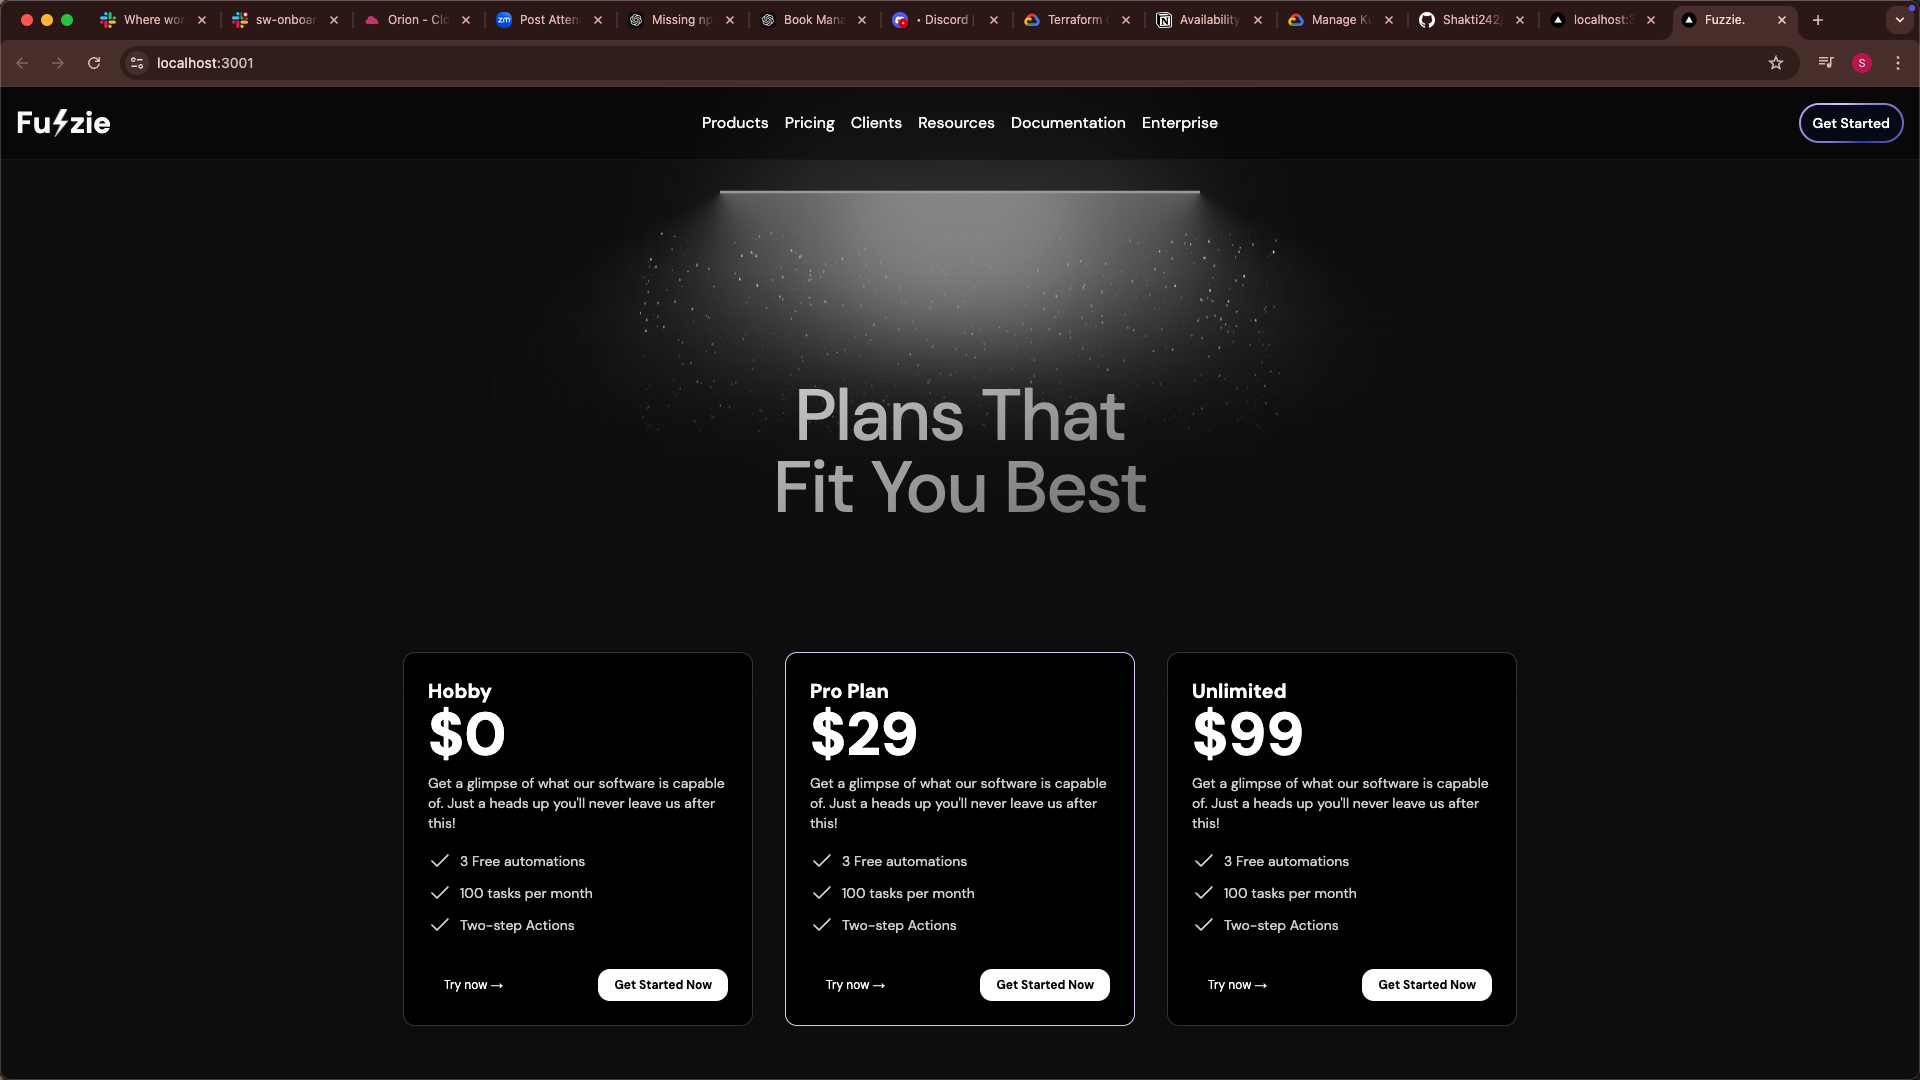 Where wo
sw-onboar
Orion - Clo
zm
Post Atten
Missing np
Book Mana
• Discord |
Terraform
Availability
Manage Ku
Shakti242/
localhost:3
Fuzzie.
localhost:3001
S
Fuzzie
Products Pricing Clients Resources Documentation Enterprise
Get Started
Plans That
Fit You Best
Hobby
$0
Get a glimpse of what our software is capable
of. Just a heads up you'll never leave us after
this!
3 Free automations
100 tasks per month
Two-step Actions
Try now →
Get Started Now
Pro Plan
$29
Get a glimpse of what our software is capable
of. Just a heads up you'll never leave us after
this!
3 Free automations
100 tasks per month
Two-step Actions
Try now →
Get Started Now
Unlimited
$99
Get a glimpse of what our software is capable
of. Just a heads up you'll never leave us after
this!
3 Free automations
100 tasks per month
Two-step Actions
Try now →
Get Started Now